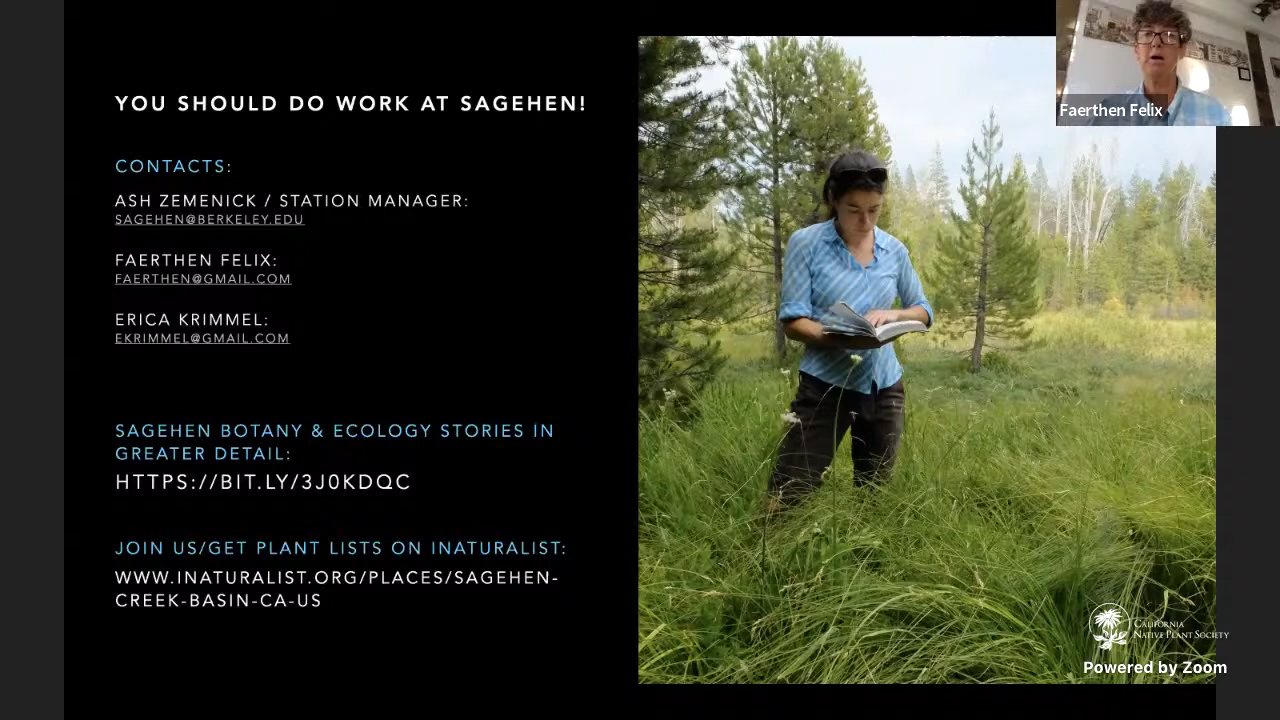 YOU SHOULD DO WORK AT SAGEHEN!
CONTACTS:
ASH ZEMENICK / STATION MANAGER:
SAGEHEN@BERKELEY.EDU
FAERTHEN FELIX:
FAERTHEN@GMAIL.COM
ERICA KRIMMEL:
EKRIMMEL@GMAIL.COM
SAGEHEN BOTANY & ECOLOGY STORIES IN
GREATER DETAIL:
HTTPS://BIT.LY/3J0KDQC
JOIN US/GET PLANT LISTS ON INATURALIST:
WWW.INATURALIST.ORG/PLACES/SAGEHEN-
CREEK-BASIN-CA-US
Faerthen Felix
CALIFORNIA
NATIVE PLANT SOCIETY
Powered by Zoom